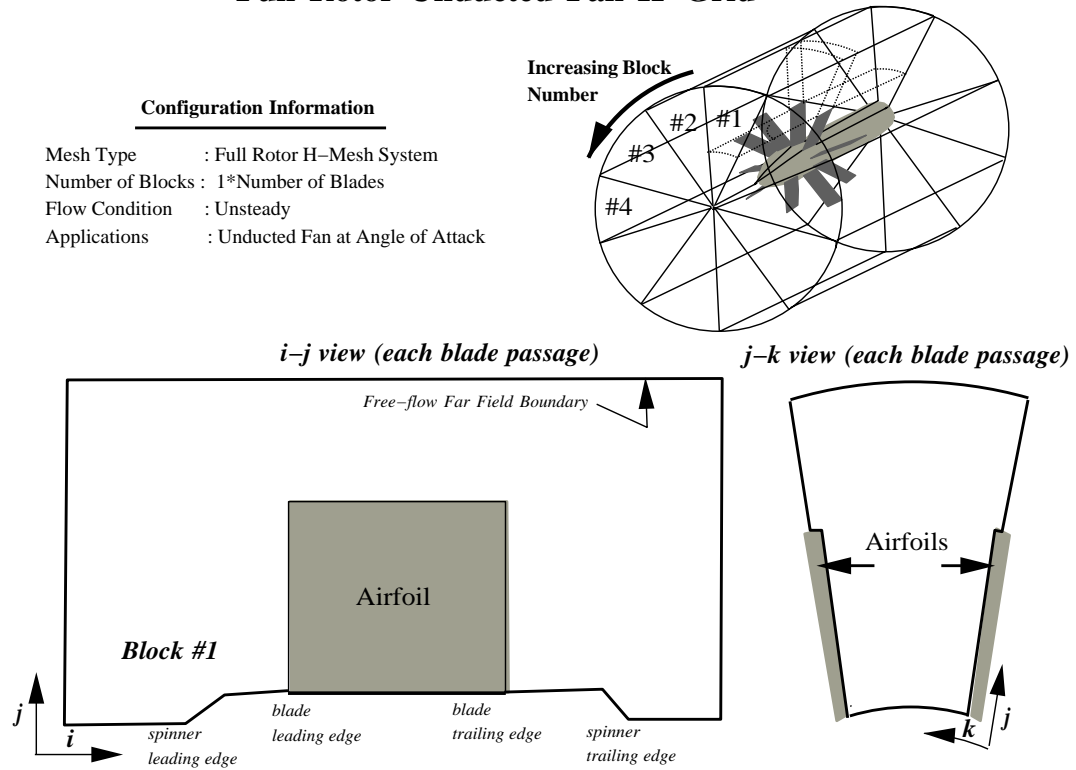 Configuration Information
Mesh Type : Full Rotor H−Mesh System
Number of Blocks : 1*Number of Blades
Flow Condition : Unsteady
Applications : Unducted Fan at Angle of Attack
Increasing Block
Number
#1
#2
#3
#4
i−j view (each blade passage)
j−k view (each blade passage)
Free−flow Far Field Boundary
Airfoil
Airfoils
Block #1
j
i
spinner
leading edge
blade
leading edge
blade
trailing edge
spinner
trailing edge
k
j